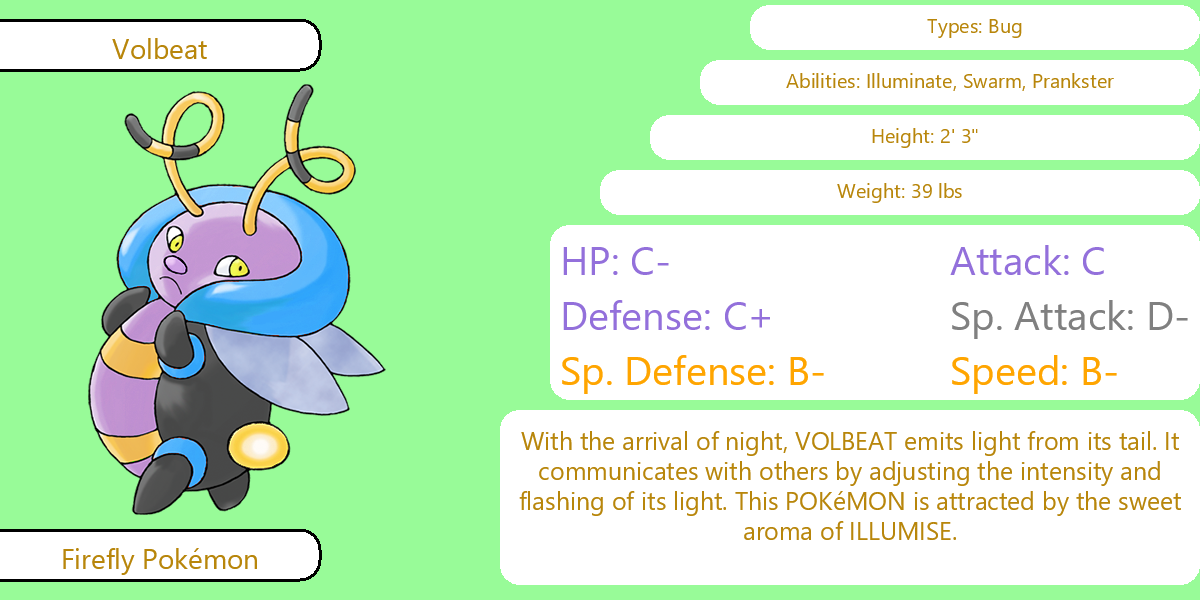 Volbeat
Types: Bug
Abilities: Illuminate, Swarm, Prankster
Height: 2' 3"
Weight: 39 lbs
HP: C-
Attack: C
Defense: C+
Sp. Attack: D-
Sp. Defense: B-
Speed: B-
With the arrival of night, VOLBEAT emits light from its tail. It
communicates with others by adjusting the intensity and
flashing of its light. This POKéMON is attracted by the sweet
aroma of ILLUMISE.
Firefly Pokémon